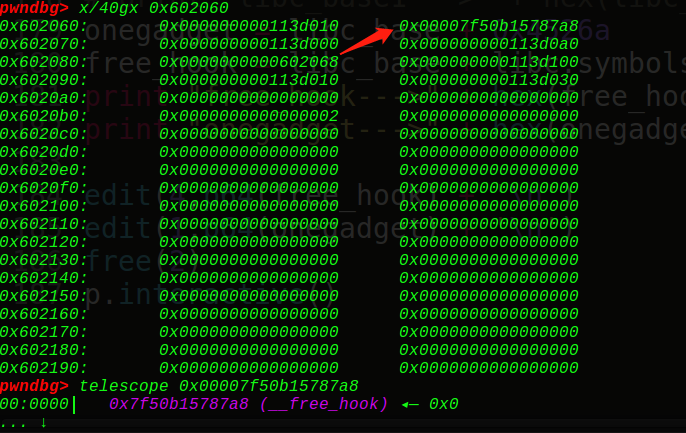 pwndbg> x/40gx 0x602060
0x602060: 0x000000000113d010 0x00007f50b15787a8
0x602070: 0x000000000113d000 0x000000000113d0a0
0x602080: 0x0000000000602068 0x000000000113d100
0x602090: 0x000000000113d010 0x000000000113d030
0x6020a0: 0x0000000000000000 0x0000000000000000
0x6020b0: 0x0000000000000002 0x0000000000000000
0x6020c0: 0x0000000000000000 0x0000000000000000
0x6020d0: 0x0000000000000000 0x0000000000000000
0x6020e0: 0x0000000000000000 0x0000000000000000
0x6020f0: 0x0000000000000000 0x0000000000000000
0x602100: 0x0000000000000000 0x0000000000000000
0x602110: 0x0000000000000000 0x0000000000000000
0x602120: 0x0000000000000000 0x0000000000000000
0x602130: 0x0000000000000000 0x0000000000000000
0x602140: 0x0000000000000000 0x0000000000000000
0x602150: 0x0000000000000000 0x0000000000000000
0x602160: 0x0000000000000000 0x0000000000000000
0x602170: 0x0000000000000000 0x0000000000000000
0x602180: 0x0000000000000000 0x0000000000000000
0x602190: 0x0000000000000000 0x0000000000000000
pwndbg> telescope 0x00007f50b15787a8
00:0000│ 0x7f50b15787a8 (__free_hook) ◂— 0x0
... ↓